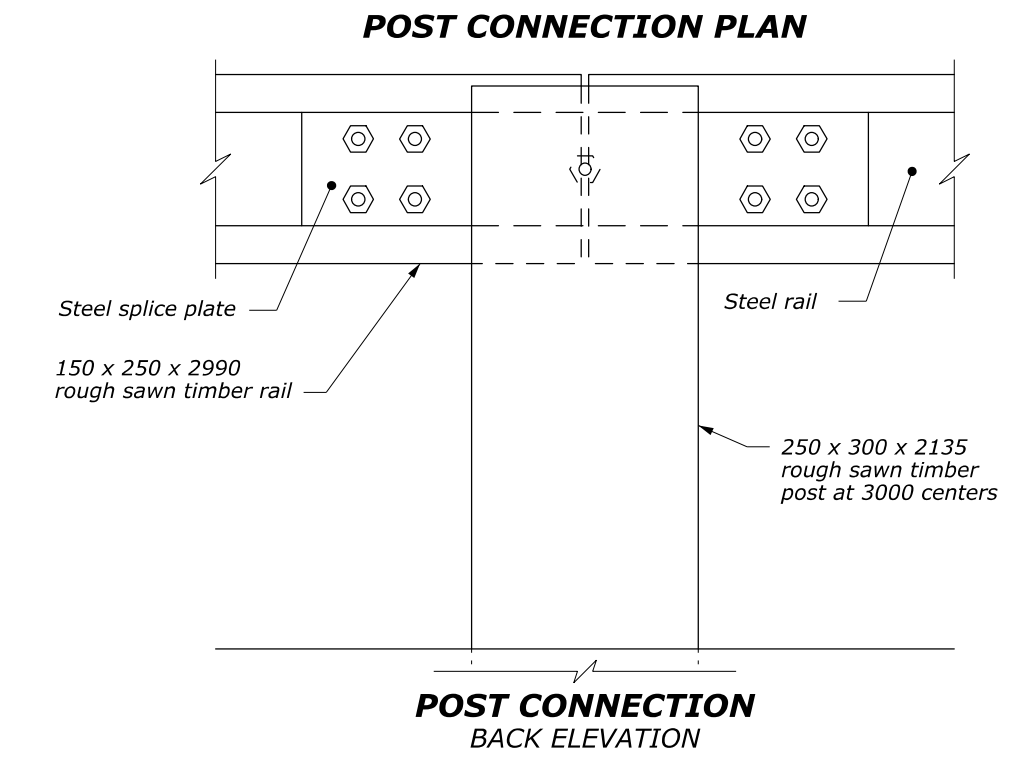 POST CONNECTION PLAN
Steel splice plate
Steel rail
150 x 250 x 2990
rough sawn timber rail
250 x 300 x 2135
rough sawn timber
post at 3000 centers
POST CONNECTION
BACK ELEVATION